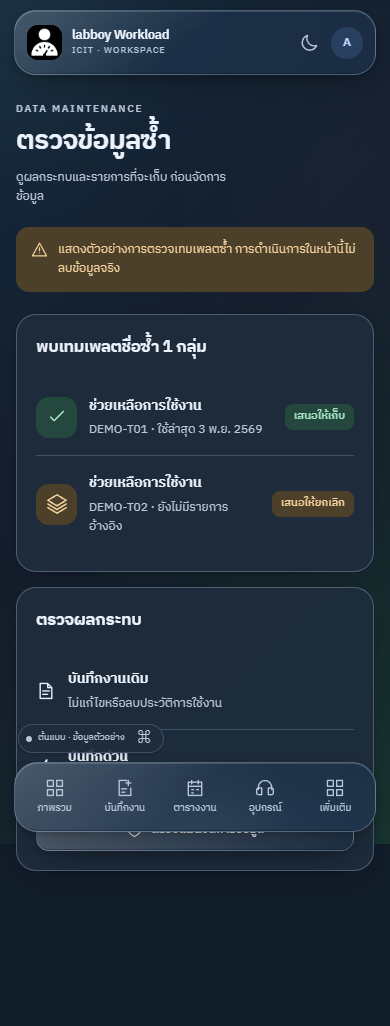 labboy Workload
ICIT · WORKSPACE
A
DATA MAINTENANCE
ตรวจข้อมูลซ้ำ
ดูผลกระทบและรายการที่จะเก็บ ก่อนจัดการ
ข้อมูล
แสดงตัวอย่างการตรวจเทมเพลตซ้ำ การดำเนินการในหน้านี้ไม่
ลบข้อมูลจริง
พบเทมเพลตชื่อซ้ำ 1 กลุ่ม
ช่วยเหลือการใช้งาน
DEMO-T01 · ใช้ล่าสุด 3 พ.ย. 2569
เสนอให้เก็บ
ช่วยเหลือการใช้งาน
DEMO-T02 · ยังไม่มีรายการ
อ้างอิง
เสนอให้ยกเลิก
ตรวจผลกระทบ
บันทึกงานเดิม
ไม่แก้ไขหรือลบประวัติการใช้งาน
ต้นแบบ · ข้อมูลตัวอย่าง
บันทึกด่วน
ภาพรวม
บันทึกงาน
ตารางงาน
อุปกรณ์
เพิ่มเติม